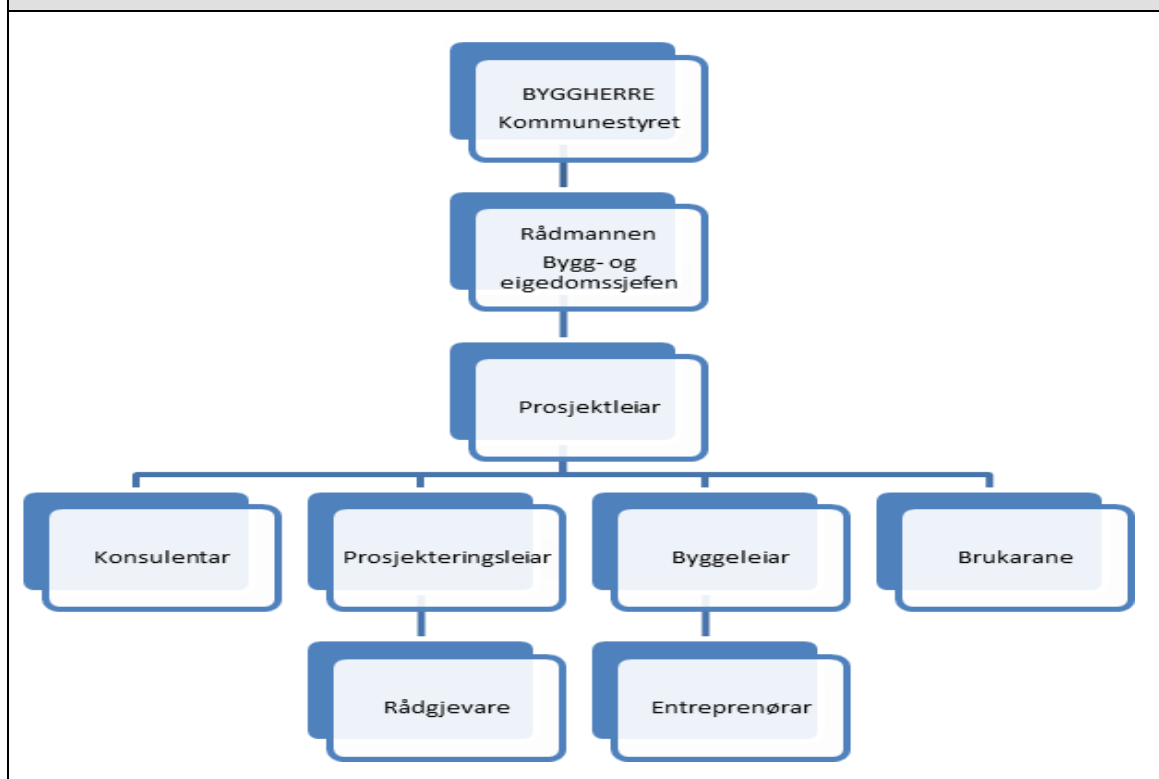 BYGGHERRE
Kommunestyret
Rådmannen
Bygg- og
eigedomssjefen
Prosjektleiar
Konsulentar
Prosjekteringsleiar
Byggeleiar
Brukarane
Rådgjevare
Entreprenørar